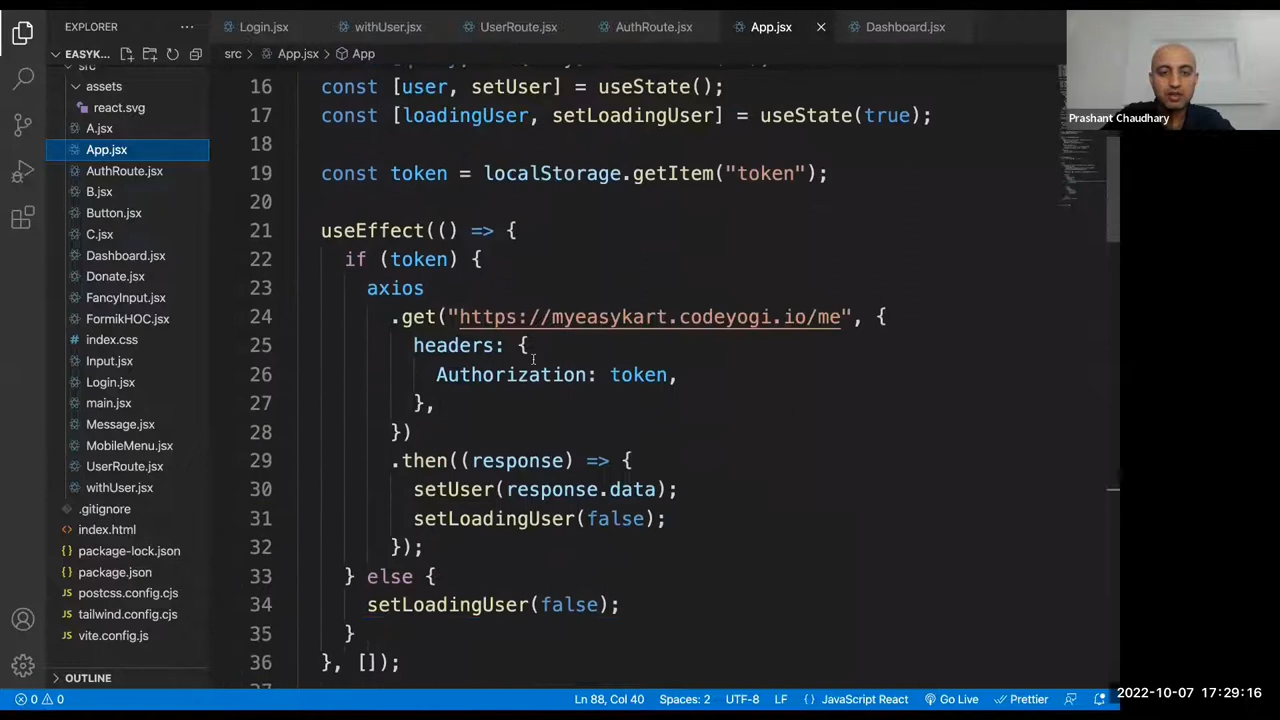 EXPLORER
Login.jsx
withUser.jsx
UserRoute.jsx
AuthRoute.jsx
App.jsx
Dashboard.jsx
EASYK...
src > App.jsx > App
src
assets
react.svg
A.jsx
App.jsx
AuthRoute.jsx
B.jsx
Button.jsx
C.jsx
Dashboard.jsx
Donate.jsx
FancyInput.jsx
FormikHOC.jsx
index.css
Input.jsx
Login.jsx
main.jsx
Message.jsx
MobileMenu.jsx
UserRoute.jsx
withUser.jsx
.gitignore
index.html
package-lock.json
package.json
postcss.config.cjs
tailwind.config.cjs
vite.config.js
OUTLINE
16 const [user, setUser] = useState();
17 const [loadingUser, setLoadingUser] = useState(true);
18
19 const token = localStorage.getItem("token");
20
21 useEffect(() => {
22 if (token) {
23 axios
24 .get("https://myeasykart.codeyogi.io/me", {
25 headers: {
26 Authorization: token,
27 },
28 })
29 .then((response) => {
30 setUser(response.data);
31 setLoadingUser(false);
32 });
33 } else {
34 setLoadingUser(false);
35 }
36 }, []);
Prashant Chaudhary
0 0
Ln 88, Col 40
Spaces: 2
UTF-8
LF
{ } JavaScript React
Go Live
Prettier
2022-10-07 17:29:16